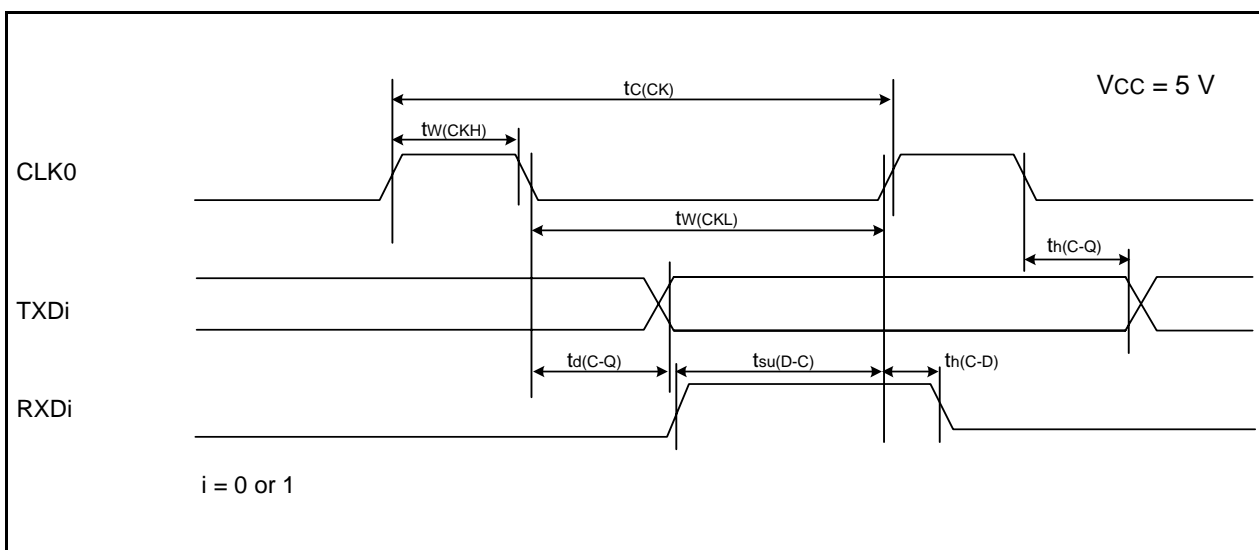 tC(CK)
VCC = 5 V
tW(CKH)
CLK0
tW(CKL)
th(C-Q)
TXDi
td(C-Q)
tsu(D-C)
th(C-D)
RXDi
i = 0 or 1